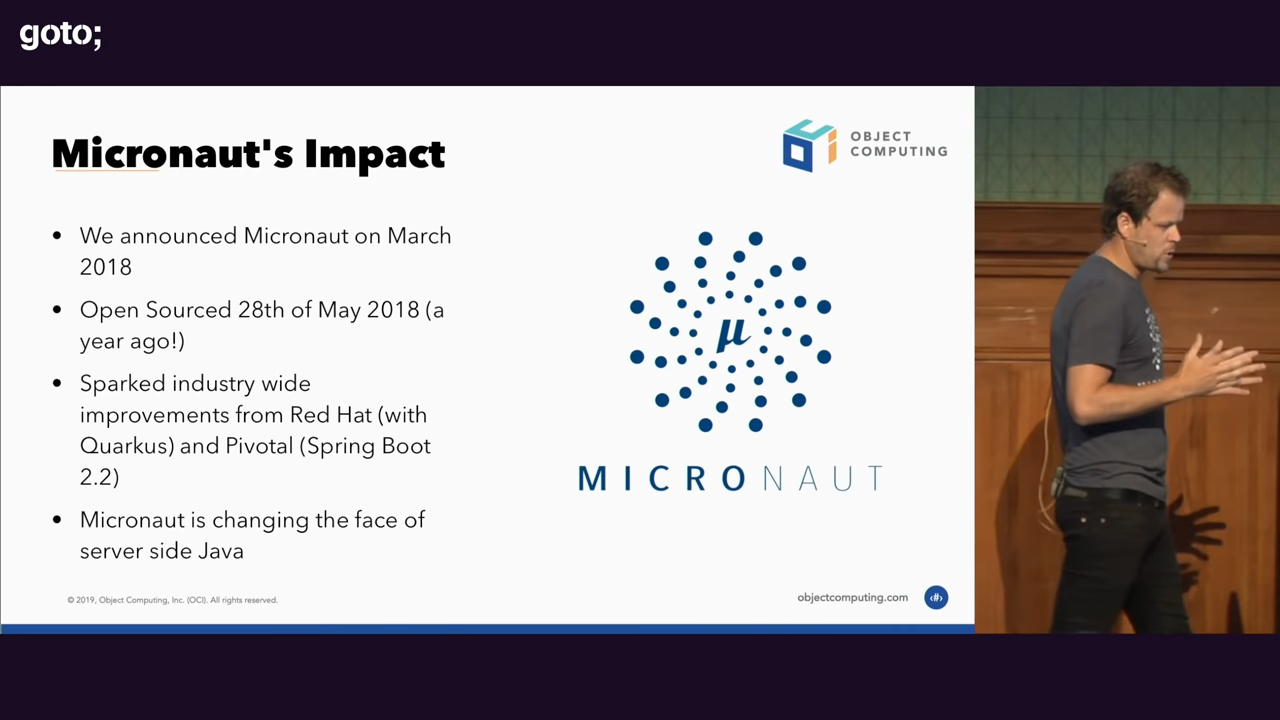 goto;
Micronaut's Impact
OBJECT
COMPUTING
• We announced Micronaut on March
2018
• Open Sourced 28th of May 2018 (a
year ago!)
• Sparked industry wide
improvements from Red Hat (with
Quarkus) and Pivotal (Spring Boot
2.2)
• Micronaut is changing the face of
server side Java
μ
MICRONAUT
© 2019, Object Computing, Inc. (OCI). All rights reserved.
objectcomputing.com
‹#›